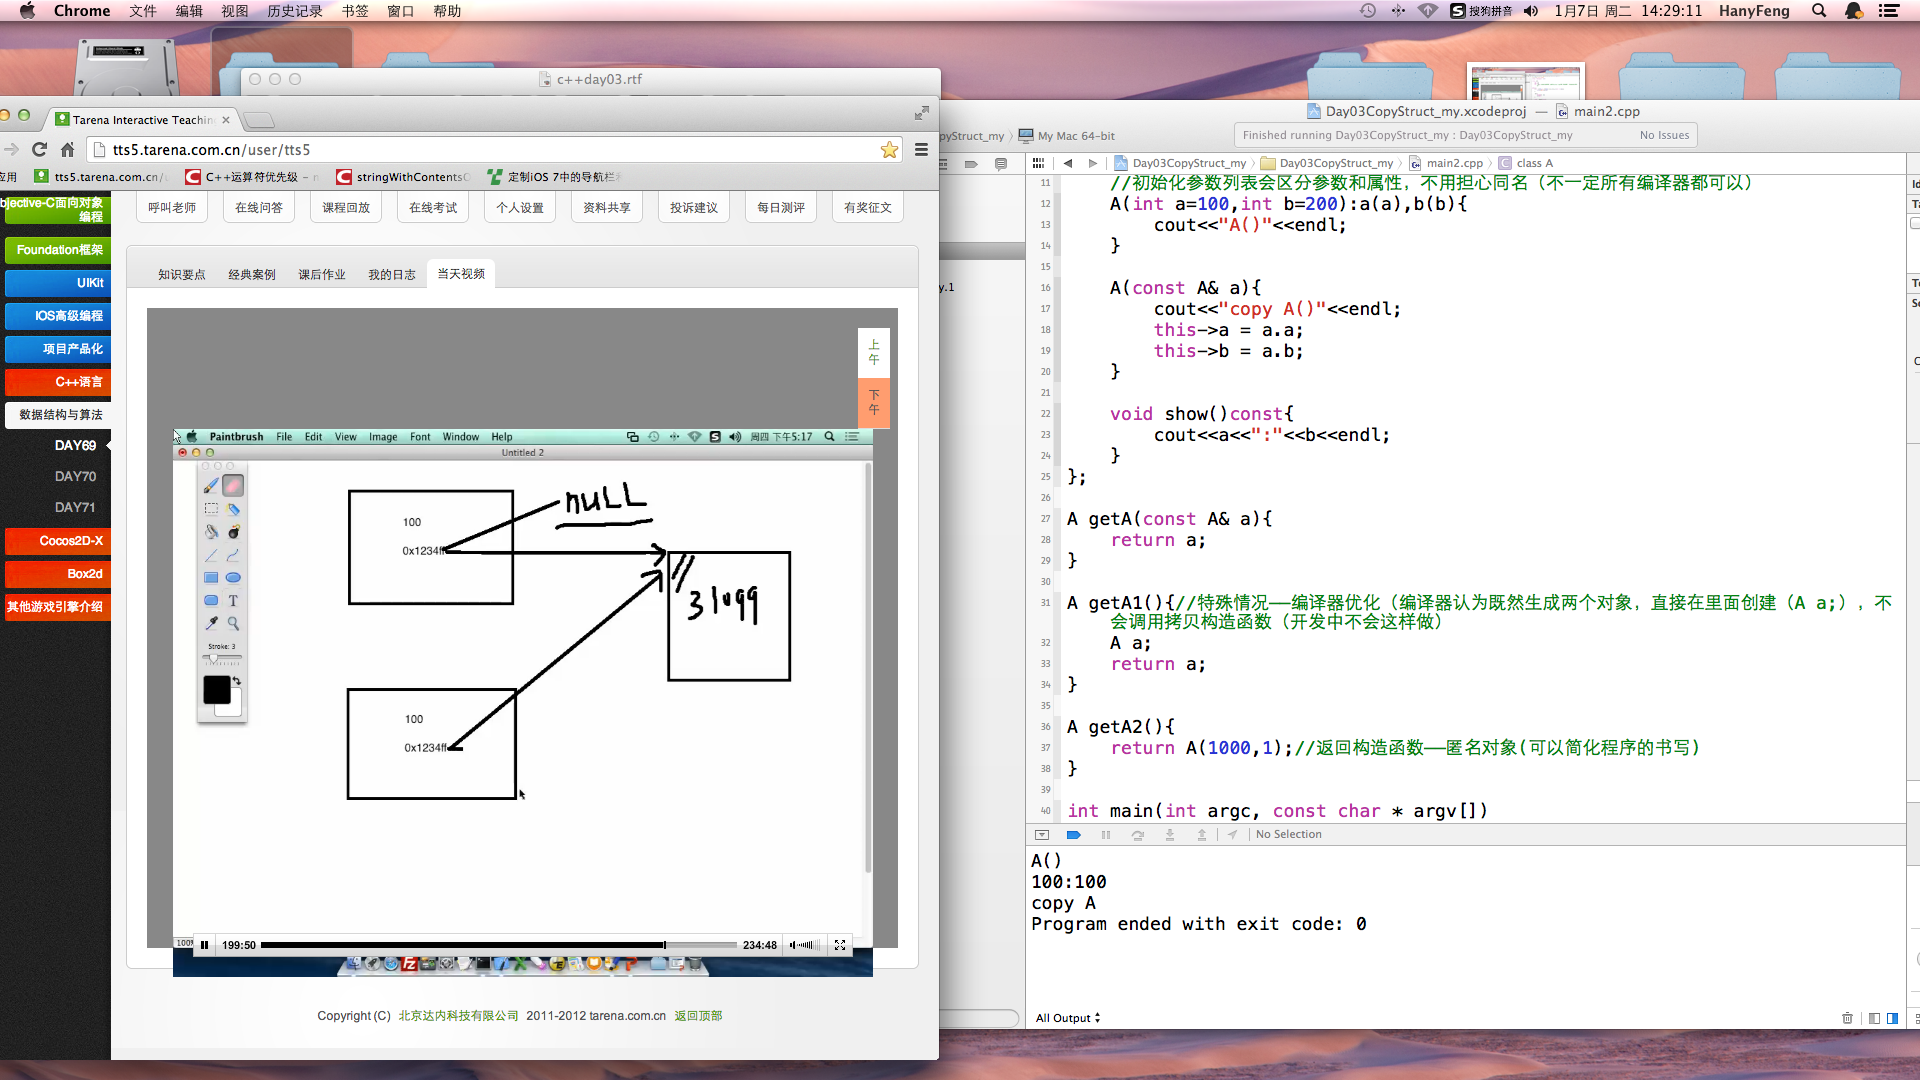 Chrome 文件 编辑 视图 历史记录 书签 窗口 帮助
搜狗拼音 1月7日 周二 14:29:11 HanyFeng
c++day03.rtf
Tarena Interactive Teachin
tts5.tarena.com.cn/user/tts5
应用 tts5.tarena.com.cn/u C++运算符优先级 - stringWithContentsO 定制iOS 7中的导航栏
bjective-C面向对象
编程
Foundation框架
UIKit
IOS高级编程
项目产品化
C++语言
数据结构与算法
DAY69
DAY70
DAY71
Cocos2D-X
Box2d
其他游戏引擎介绍
呼叫老师 在线问答 课程回放 在线考试 个人设置 资料共享 投诉建议 每日测评 有奖征文
知识要点 经典案例 课后作业 我的日志 当天视频
上午
下午
Paintbrush File Edit View Image Font Window Help 周四 下午5:17
Untitled 2
Stroke: 3
100
0x1234ff
nuLL
100
0x1234ff
199:50 234:48
Copyright (C) 北京达内科技有限公司 2011-2012 tarena.com.cn 返回顶部
Day03CopyStruct_my.xcodeproj — main2.cpp
pyStruct_my My Mac 64-bit
Finished running Day03CopyStruct_my : Day03CopyStruct_my No Issues
Day03CopyStruct_my Day03CopyStruct_my main2.cpp class A
y.1
11 //初始化参数列表会区分参数和属性，不用担心同名（不一定所有编译器都可以）
12 A(int a=100,int b=200):a(a),b(b){
13 cout<<"A()"<<endl;
14 }
15
16 A(const A& a){
17 cout<<"copy A()"<<endl;
18 this->a = a.a;
19 this->b = a.b;
20 }
21
22 void show()const{
23 cout<<a<<":"<<b<<endl;
24 }
25 };
26
27 A getA(const A& a){
28 return a;
29 }
30
31 A getA1(){//特殊情况——编译器优化（编译器认为既然生成两个对象，直接在里面创建（A a;），不
会调用拷贝构造函数（开发中不会这样做）
32 A a;
33 return a;
34 }
35
36 A getA2(){
37 return A(1000,1);//返回构造函数——匿名对象(可以简化程序的书写)
38 }
39
40 int main(int argc, const char * argv[])
No Selection
A()
100:100
copy A
Program ended with exit code: 0
All Output